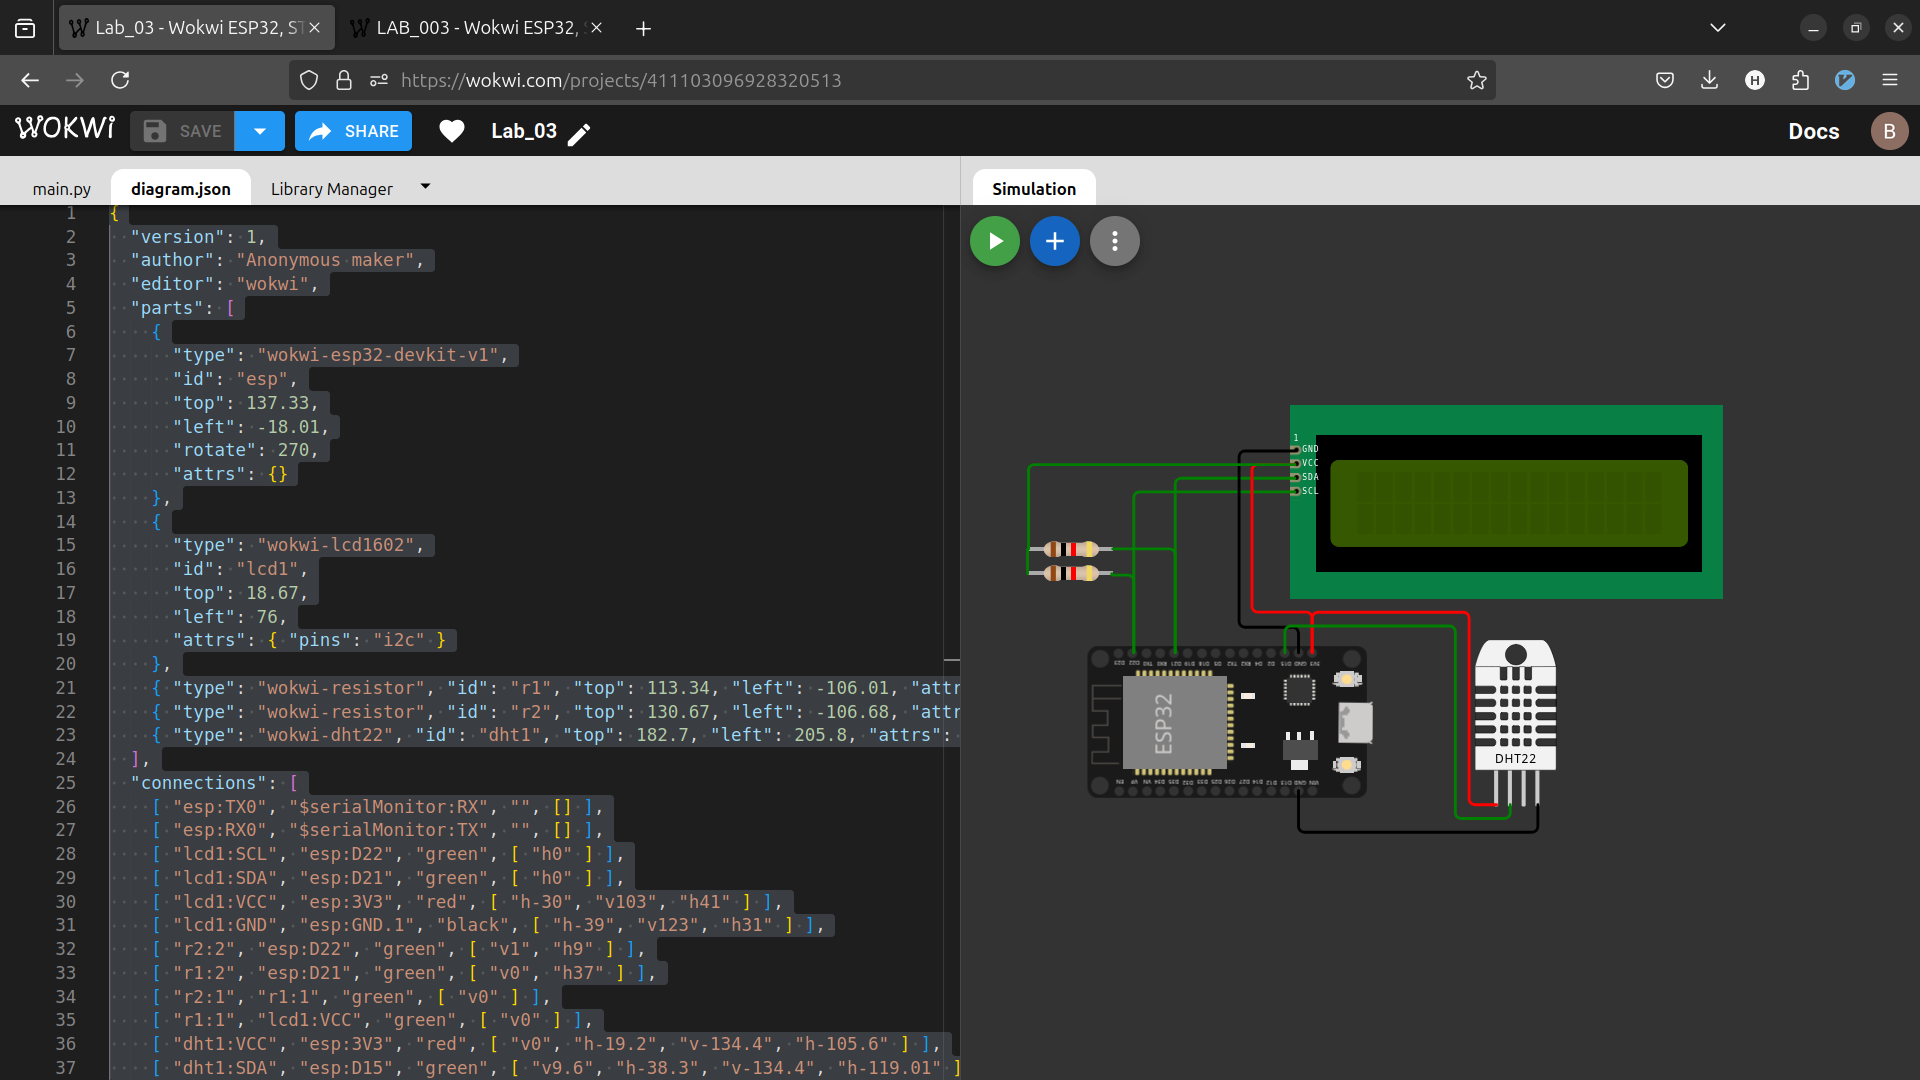 Lab_03 - Wokwi ESP32, ST
LAB_003 - Wokwi ESP32,
https://wokwi.com/projects/411103096928320513
WOKWI
SAVE
SHARE
Lab_03
Docs
B
main.py
diagram.json
Library Manager
Simulation
1 {
2 "version": 1,
3 "author": "Anonymous maker",
4 "editor": "wokwi",
5 "parts": [
6 {
7 "type": "wokwi-esp32-devkit-v1",
8 "id": "esp",
9 "top": 137.33,
10 "left": -18.01,
11 "rotate": 270,
12 "attrs": {}
13 },
14 {
15 "type": "wokwi-lcd1602",
16 "id": "lcd1",
17 "top": 18.67,
18 "left": 76,
19 "attrs": { "pins": "i2c" }
20 },
21 { "type": "wokwi-resistor", "id": "r1", "top": 113.34, "left": -106.01, "attr
22 { "type": "wokwi-resistor", "id": "r2", "top": 130.67, "left": -106.68, "attr
23 { "type": "wokwi-dht22", "id": "dht1", "top": 182.7, "left": 205.8, "attrs":
24 ],
25 "connections": [
26 [ "esp:TX0", "$serialMonitor:RX", "", [] ],
27 [ "esp:RX0", "$serialMonitor:TX", "", [] ],
28 [ "lcd1:SCL", "esp:D22", "green", [ "h0" ] ],
29 [ "lcd1:SDA", "esp:D21", "green", [ "h0" ] ],
30 [ "lcd1:VCC", "esp:3V3", "red", [ "h-30", "v103", "h41" ] ],
31 [ "lcd1:GND", "esp:GND.1", "black", [ "h-39", "v123", "h31" ] ],
32 [ "r2:2", "esp:D22", "green", [ "v1", "h9" ] ],
33 [ "r1:2", "esp:D21", "green", [ "v0", "h37" ] ],
34 [ "r2:1", "r1:1", "green", [ "v0" ] ],
35 [ "r1:1", "lcd1:VCC", "green", [ "v0" ] ],
36 [ "dht1:VCC", "esp:3V3", "red", [ "v0", "h-19.2", "v-134.4", "h-105.6" ] ],
37 [ "dht1:SDA", "esp:D15", "green", [ "v9.6", "h-38.3", "v-134.4", "h-119.01" ]
1
GND
VCC
SDA
SCL
ESP32
DHT22